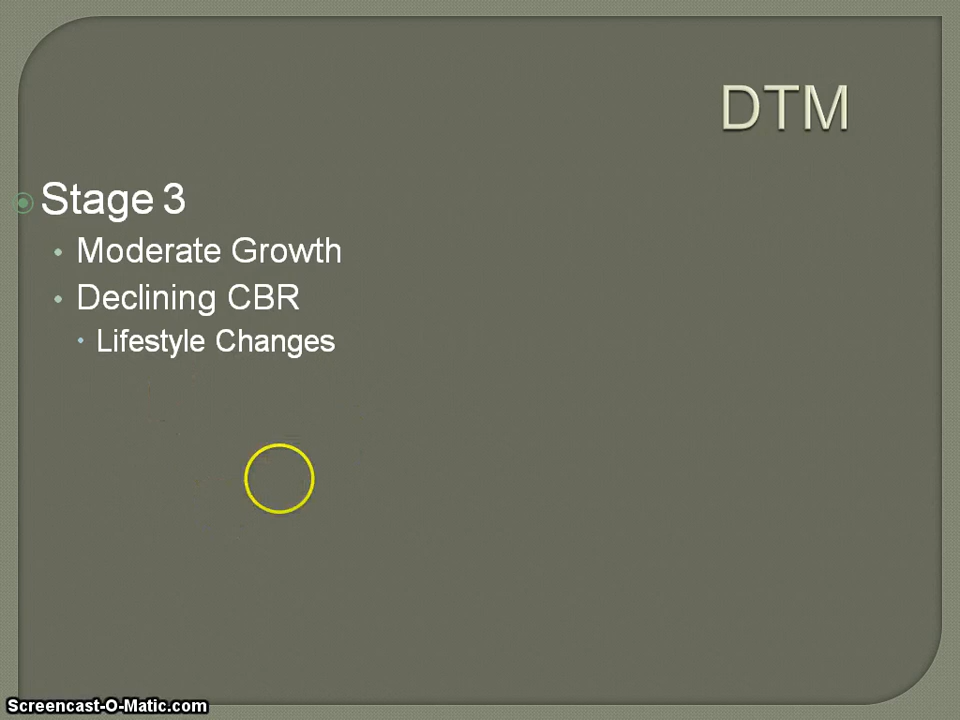 DTM
Stage 3
Moderate Growth
Declining CBR
Lifestyle Changes
Screencast-O-Matic.com